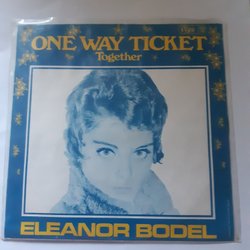 ONE WAY TICKET
Together
ELEANOR BODEL